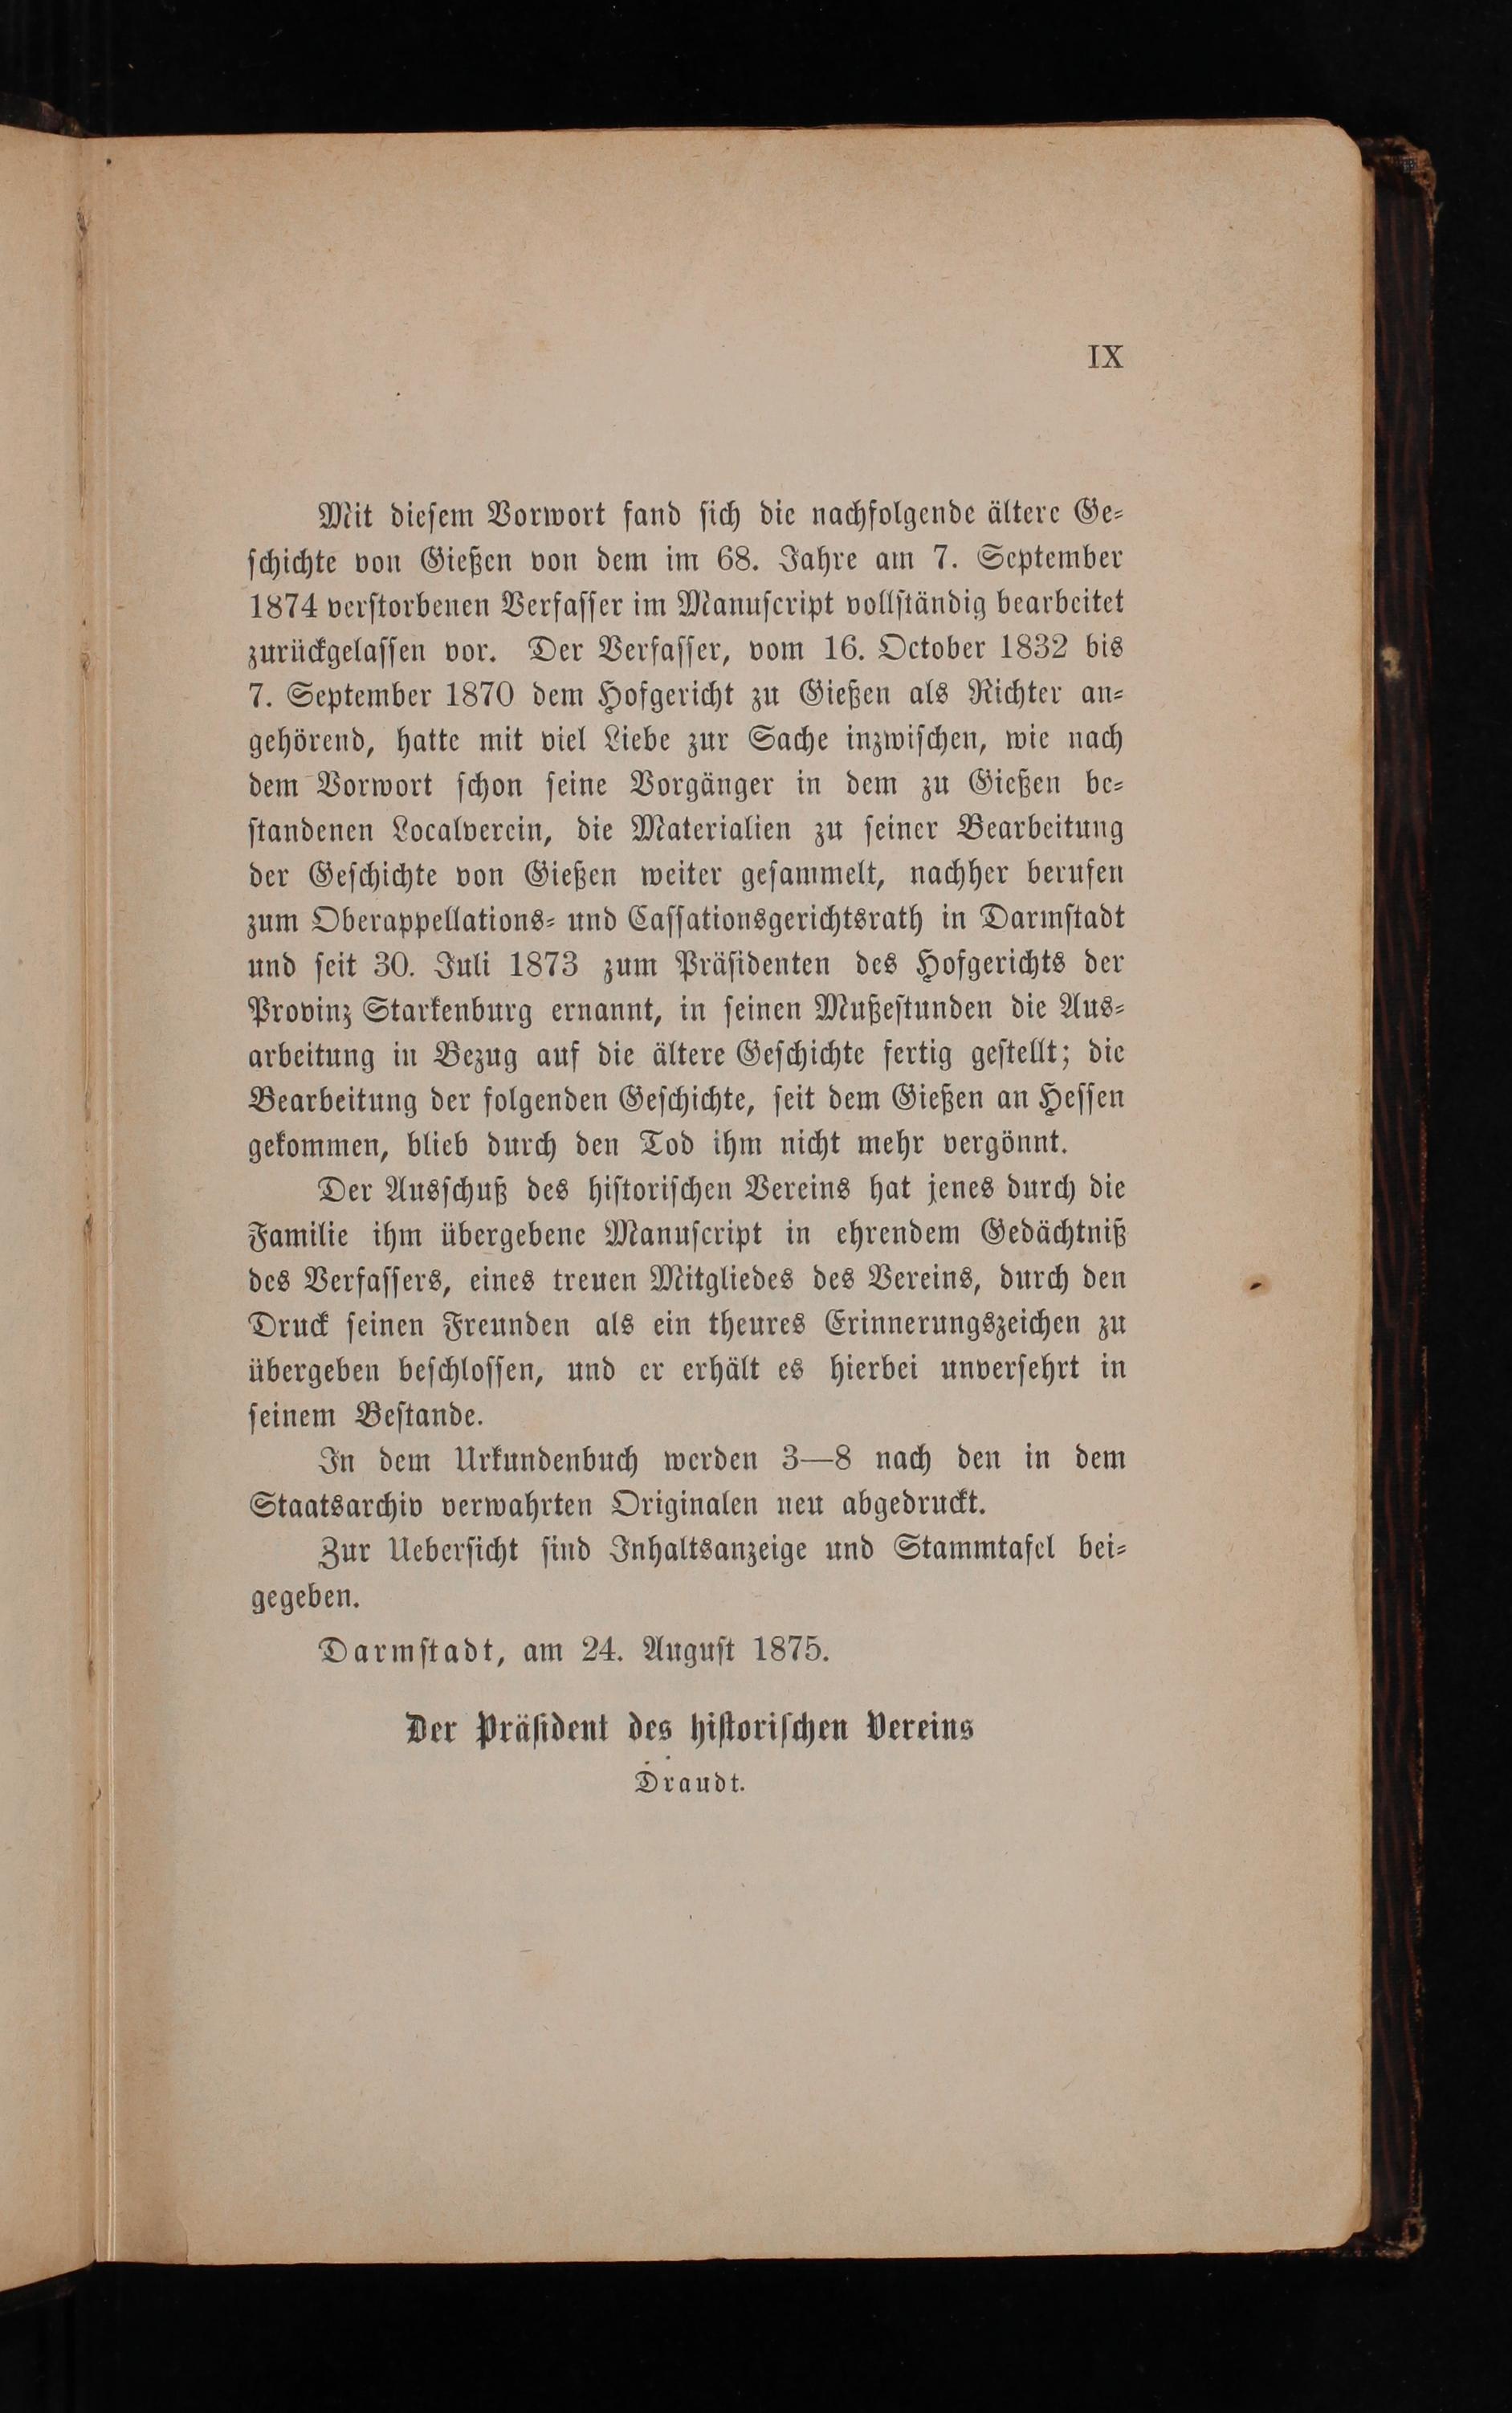 IX
Mit dieſem Vorwort fand ſich die nachfolgende ältere Ge⸗
ſchichte von Gießen von dem im 68. Jahre am 7. September
1874 verſtorbenen Verfaſſer im Manuſcript vollſtändig bearbeitet
zurückgelaſſen vor. Der Verfaſſer, vom 16. October 1832 bis
7. September 1870 dem Hofgericht zu Gießen als Richter an⸗
gehörend, hatte mit viel Liebe zur Sache inzwiſchen, wie nach
dem Vorwort ſchon ſeine Vorgänger in dem zu Gießen be⸗
ſtandenen Localverein, die Materialien zu ſeiner Bearbeitung
der Geſchichte von Gießen weiter geſammelt, nachher berufen
zum Oberappellations⸗ und Caſſationsgerichtsrath in Darmſtadt
und ſeit 30. Juli 1873 zum Präſidenten des Hofgerichts der
Provinz Starkenburg ernannt, in ſeinen Mußeſtunden die Aus⸗
arbeitung in Bezug auf die ältere Geſchichte fertig geſtellt; die
Bearbeitung der folgenden Geſchichte, ſeit dem Gießen an Heſſen
gekommen, blieb durch den Tod ihm nicht mehr vergönnt.
Der Ausſchuß des hiſtoriſchen Vereins hat jenes durch die
Familie ihm übergebene Manuſcript in ehrendem Gedächtniß
des Verfaſſers, eines treuen Mitgliedes des Vereins, durch den
Druck ſeinen Freunden als ein theures Erinnerungszeichen zu
übergeben beſchloſſen, und er erhält es hierbei unverſehrt in
ſeinem Beſtande.
In dem Urkundenbuch werden 3—8 nach den in dem
Staatsarchiv verwahrten Originalen neu abgedruckt.
Zur Ueberſicht ſind Inhaltsanzeige und Stammtafel bei⸗
gegeben.
Darmſtadt, am 24. Auguſt 1875.
Der Präſident des hiſtoriſchen Vereins
Draudt.